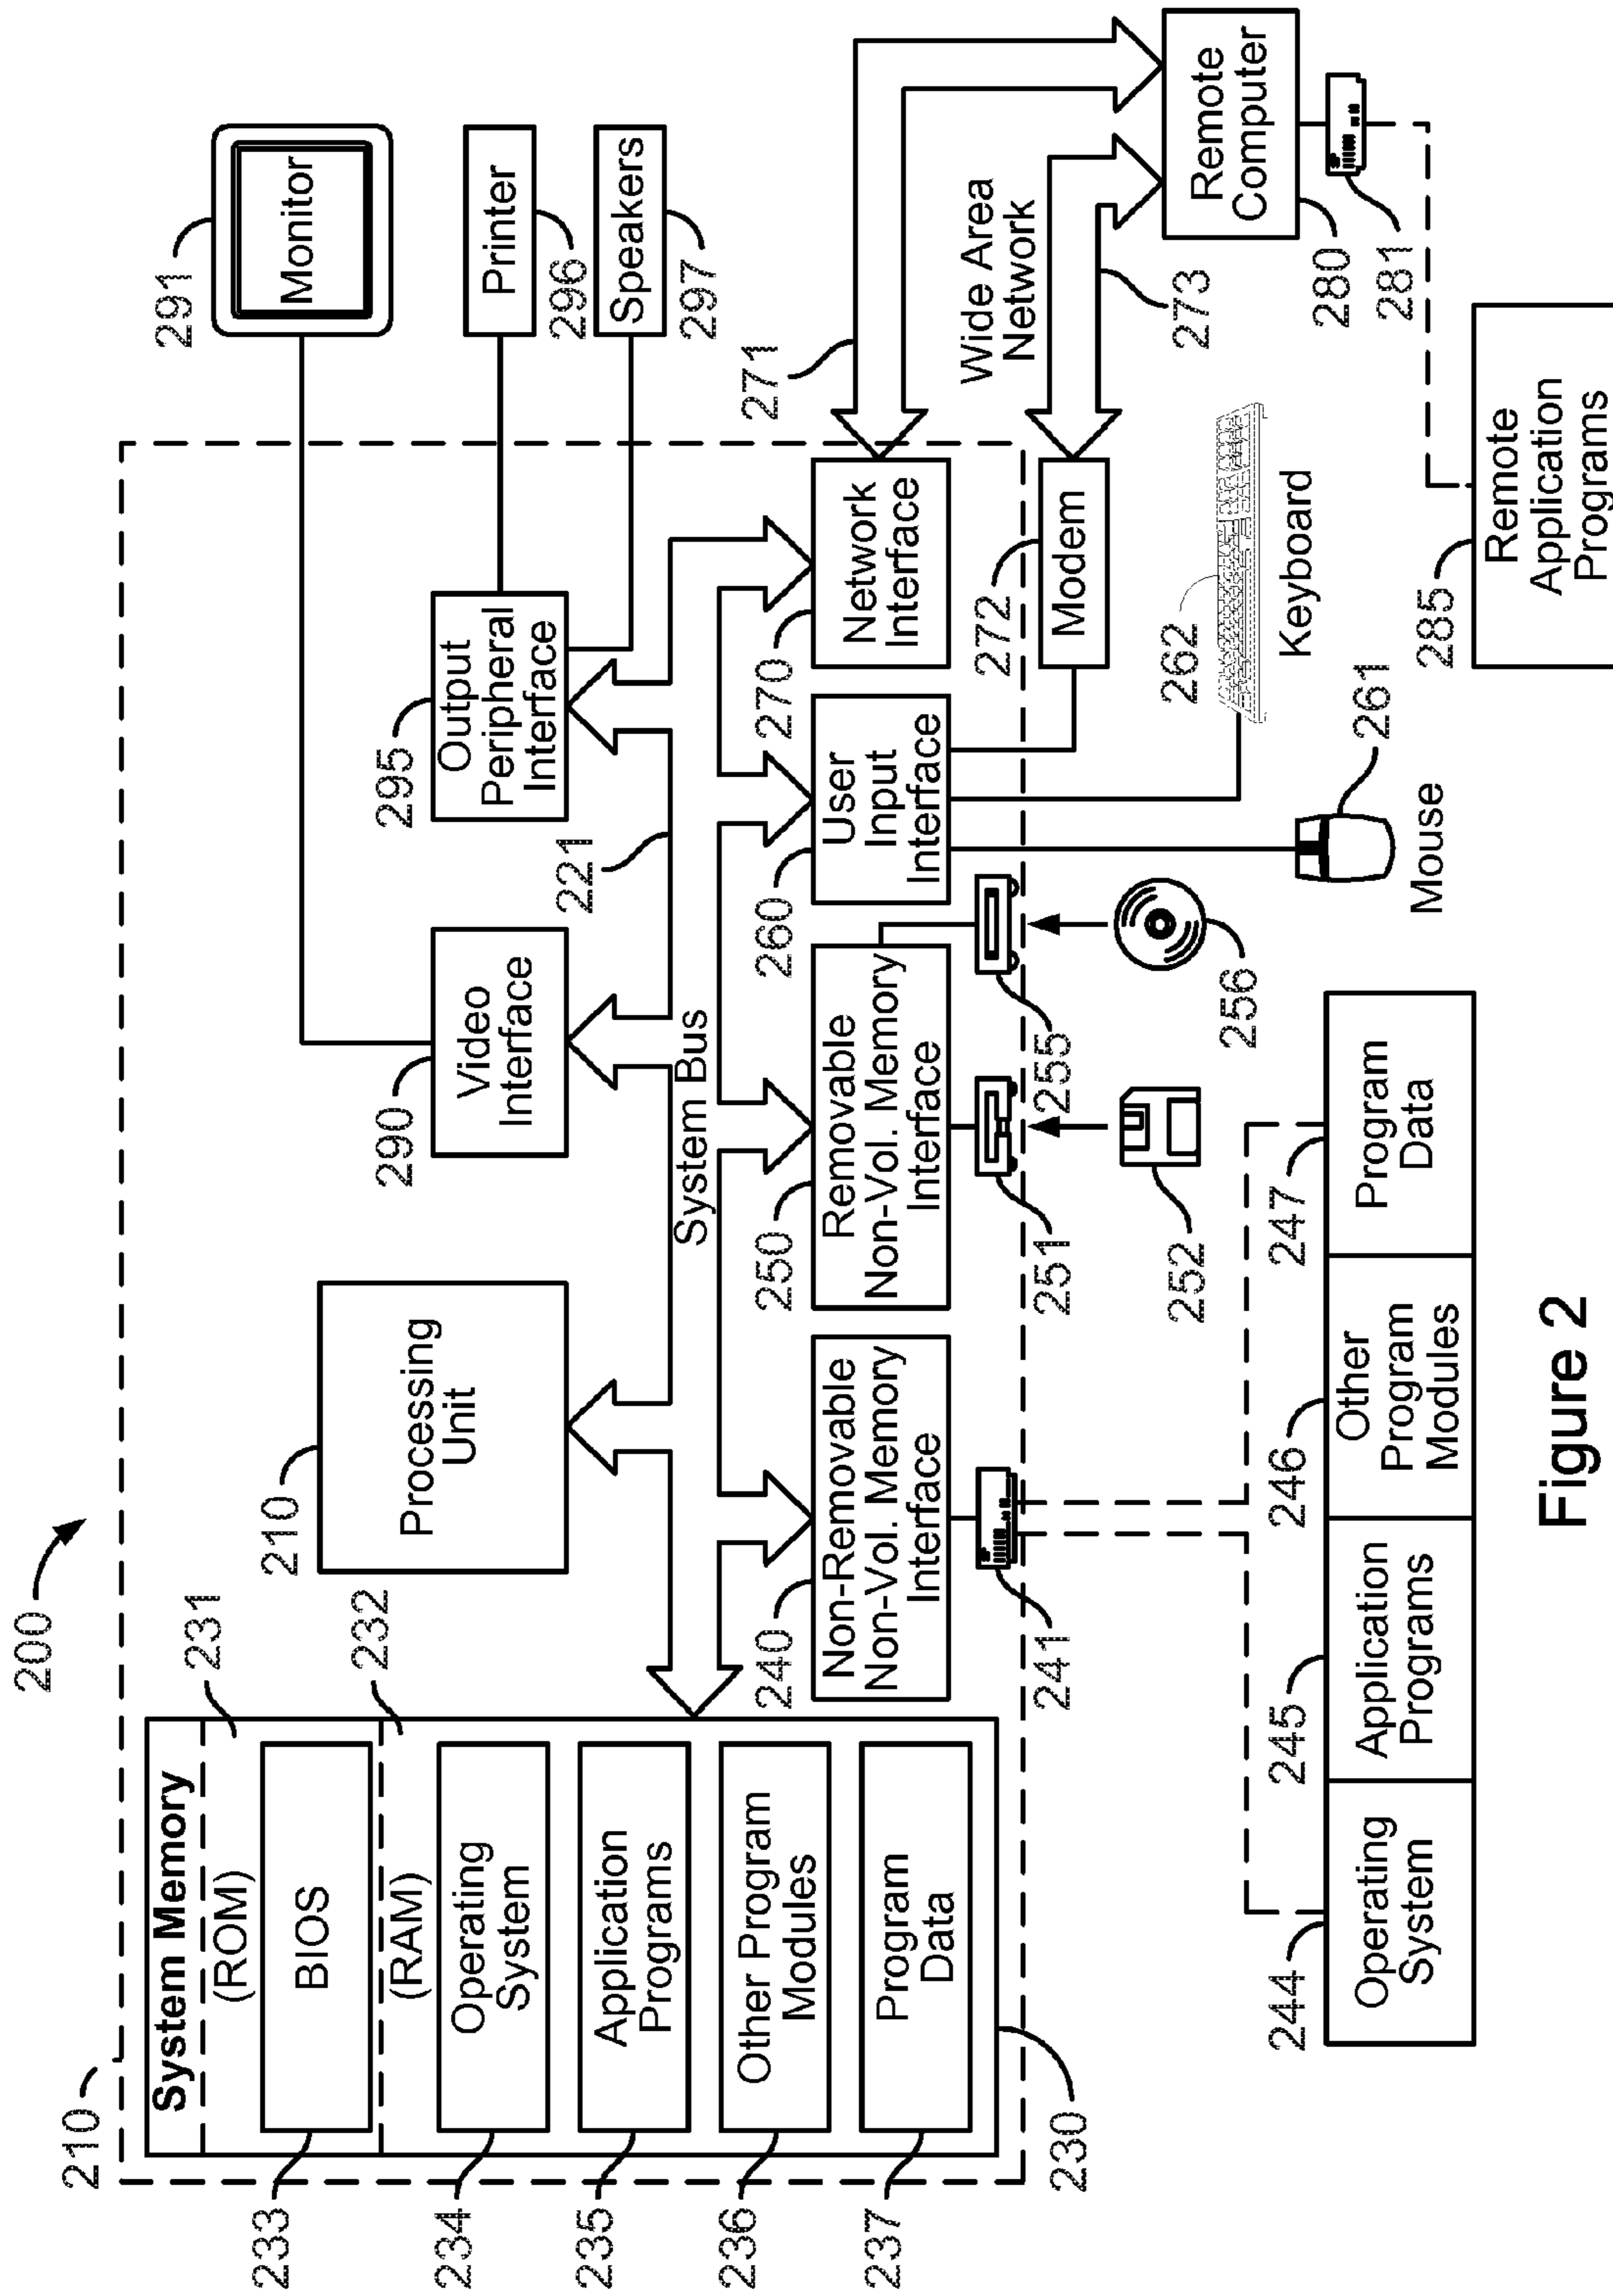 200
210
System Memory
(ROM)
231
BIOS
233
(RAM)
232
Operating
System
234
Application
Programs
235
Other Program
Modules
236
Program
Data
237
230
210
Processing
Unit
290
Video
Interface
295
Output
Peripheral
Interface
291
Monitor
Printer
296
Speakers
297
221
System Bus
240
Non-Removable
Non-Vol. Memory
Interface
250
Removable
Non-Vol. Memory
Interface
260
User
Input
Interface
270
Network
Interface
271
241
251
255
272
Modem
Wide Area
Network
273
Remote
Computer
280
281
252
256
262
Keyboard
261
Mouse
244
Operating
System
245
Application
Programs
246
Other
Program
Modules
247
Program
Data
285
Remote
Application
Programs
Figure 2